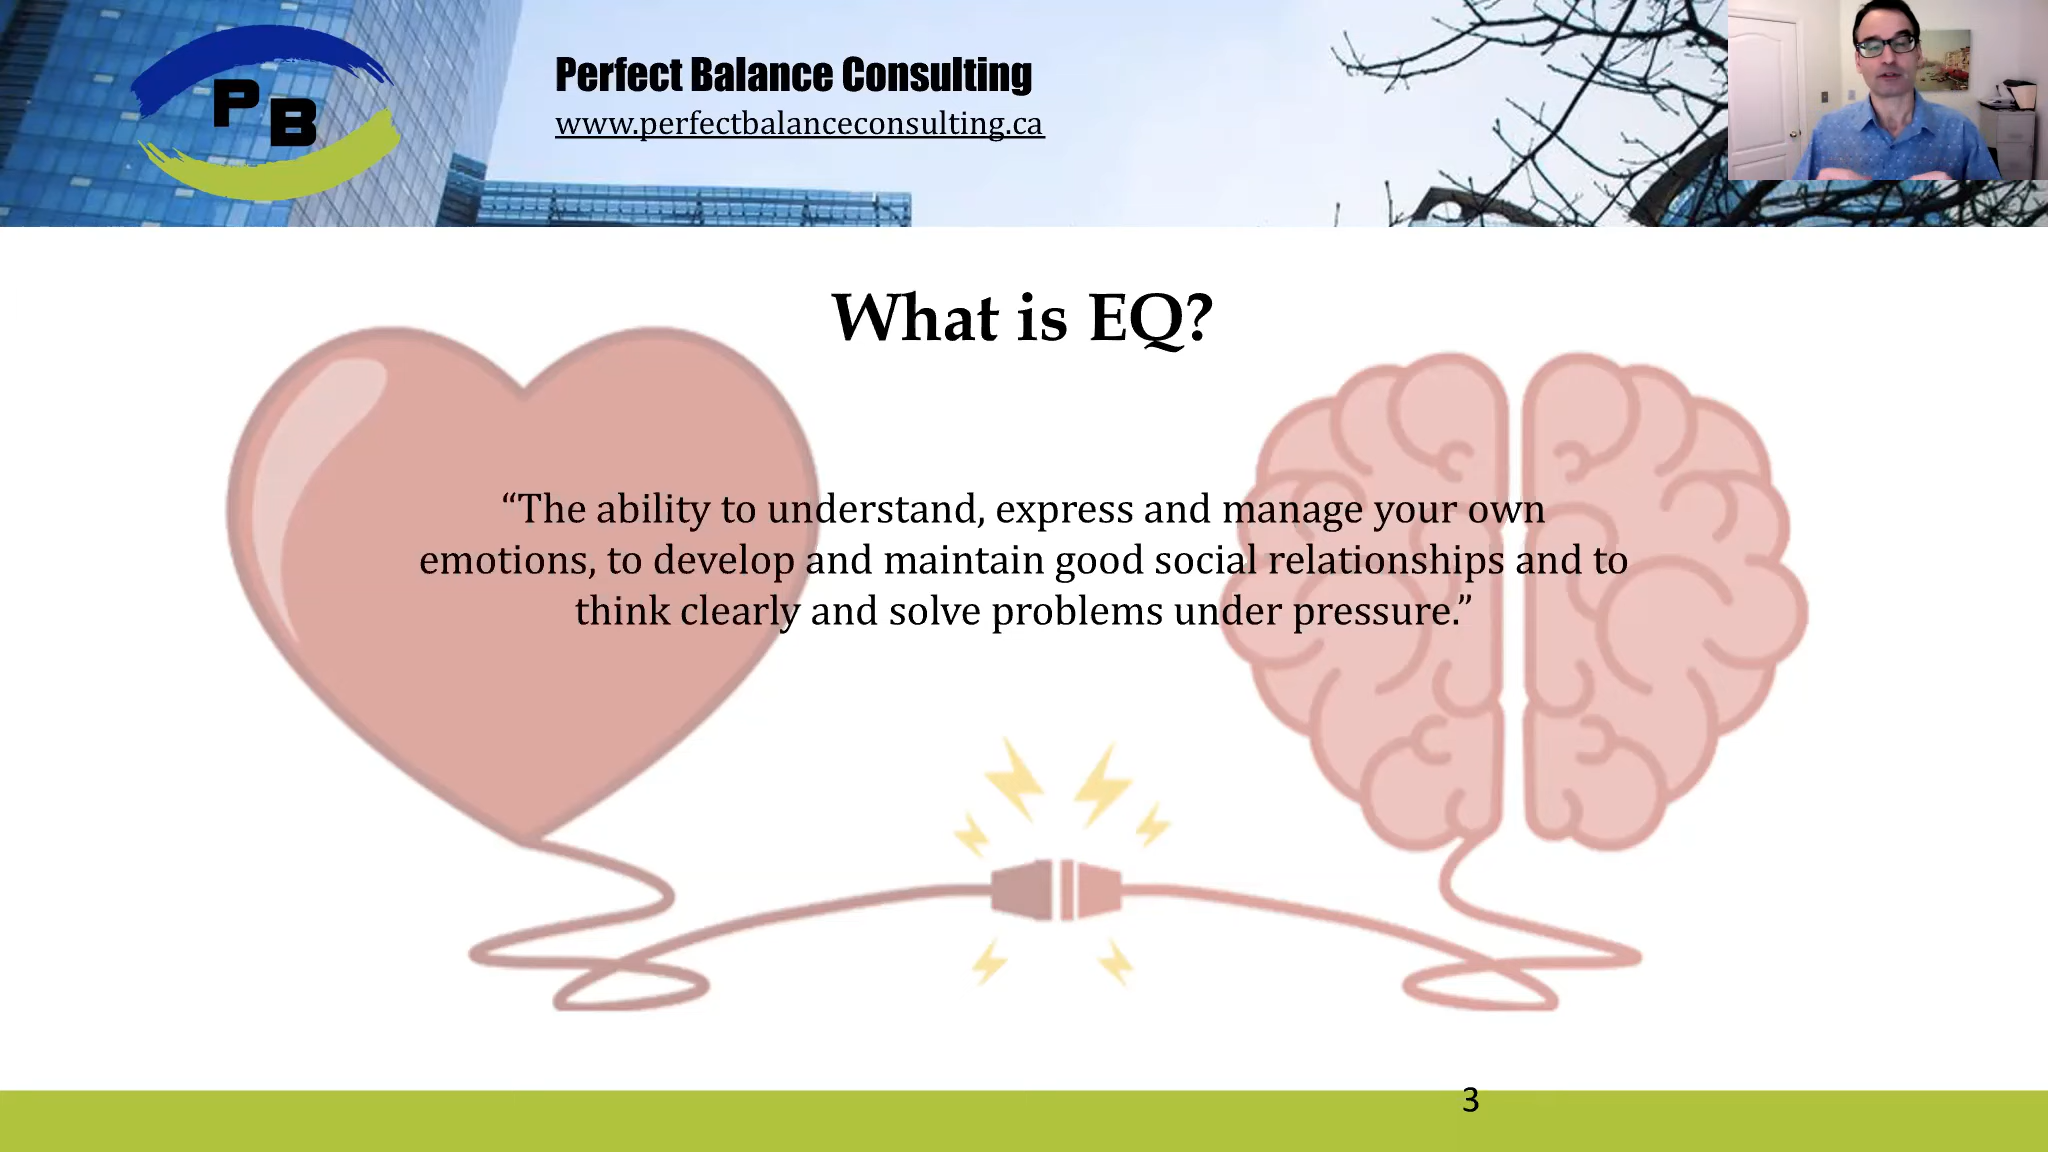 P B
Perfect Balance Consulting
www.perfectbalanceconsulting.ca
What is EQ?
“The ability to understand, express and manage your own
emotions, to develop and maintain good social relationships and to
think clearly and solve problems under pressure.”
3